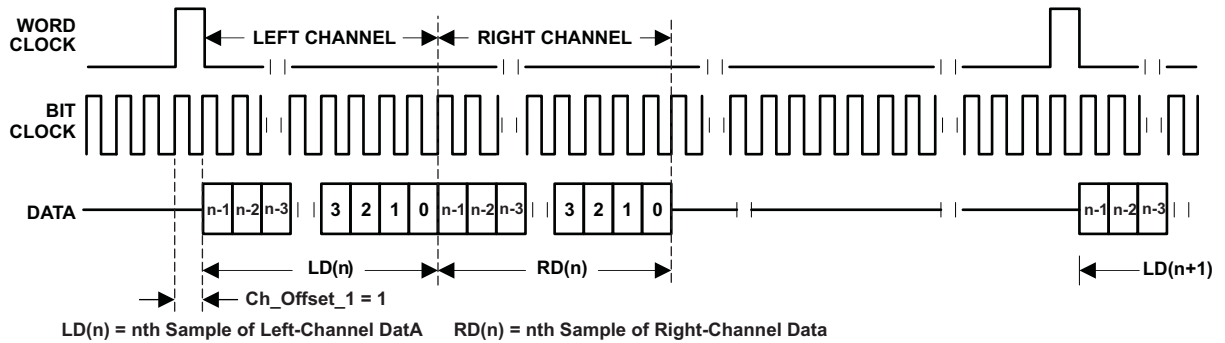 WORD CLOCK
LEFT CHANNEL RIGHT CHANNEL
BIT CLOCK
DATA n-1 n-2 n-3 3 2 1 0 n-1 n-2 n-3 3 2 1 0 n-1 n-2 n-3
LD(n) RD(n) LD(n+1)
Ch_Offset_1 = 1
LD(n) = nth Sample of Left-Channel DatA RD(n) = nth Sample of Right-Channel Data